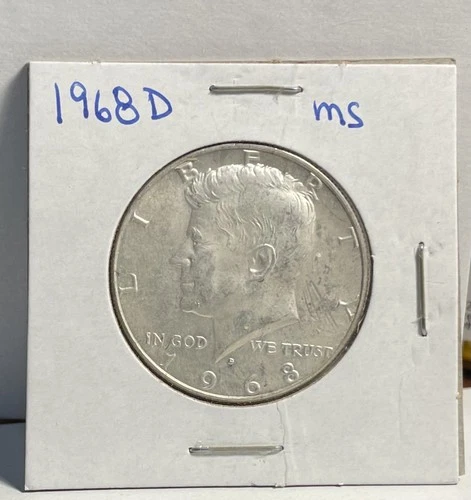 1968D ms
LIBERTY
IN GOD WE TRUST
D
1968